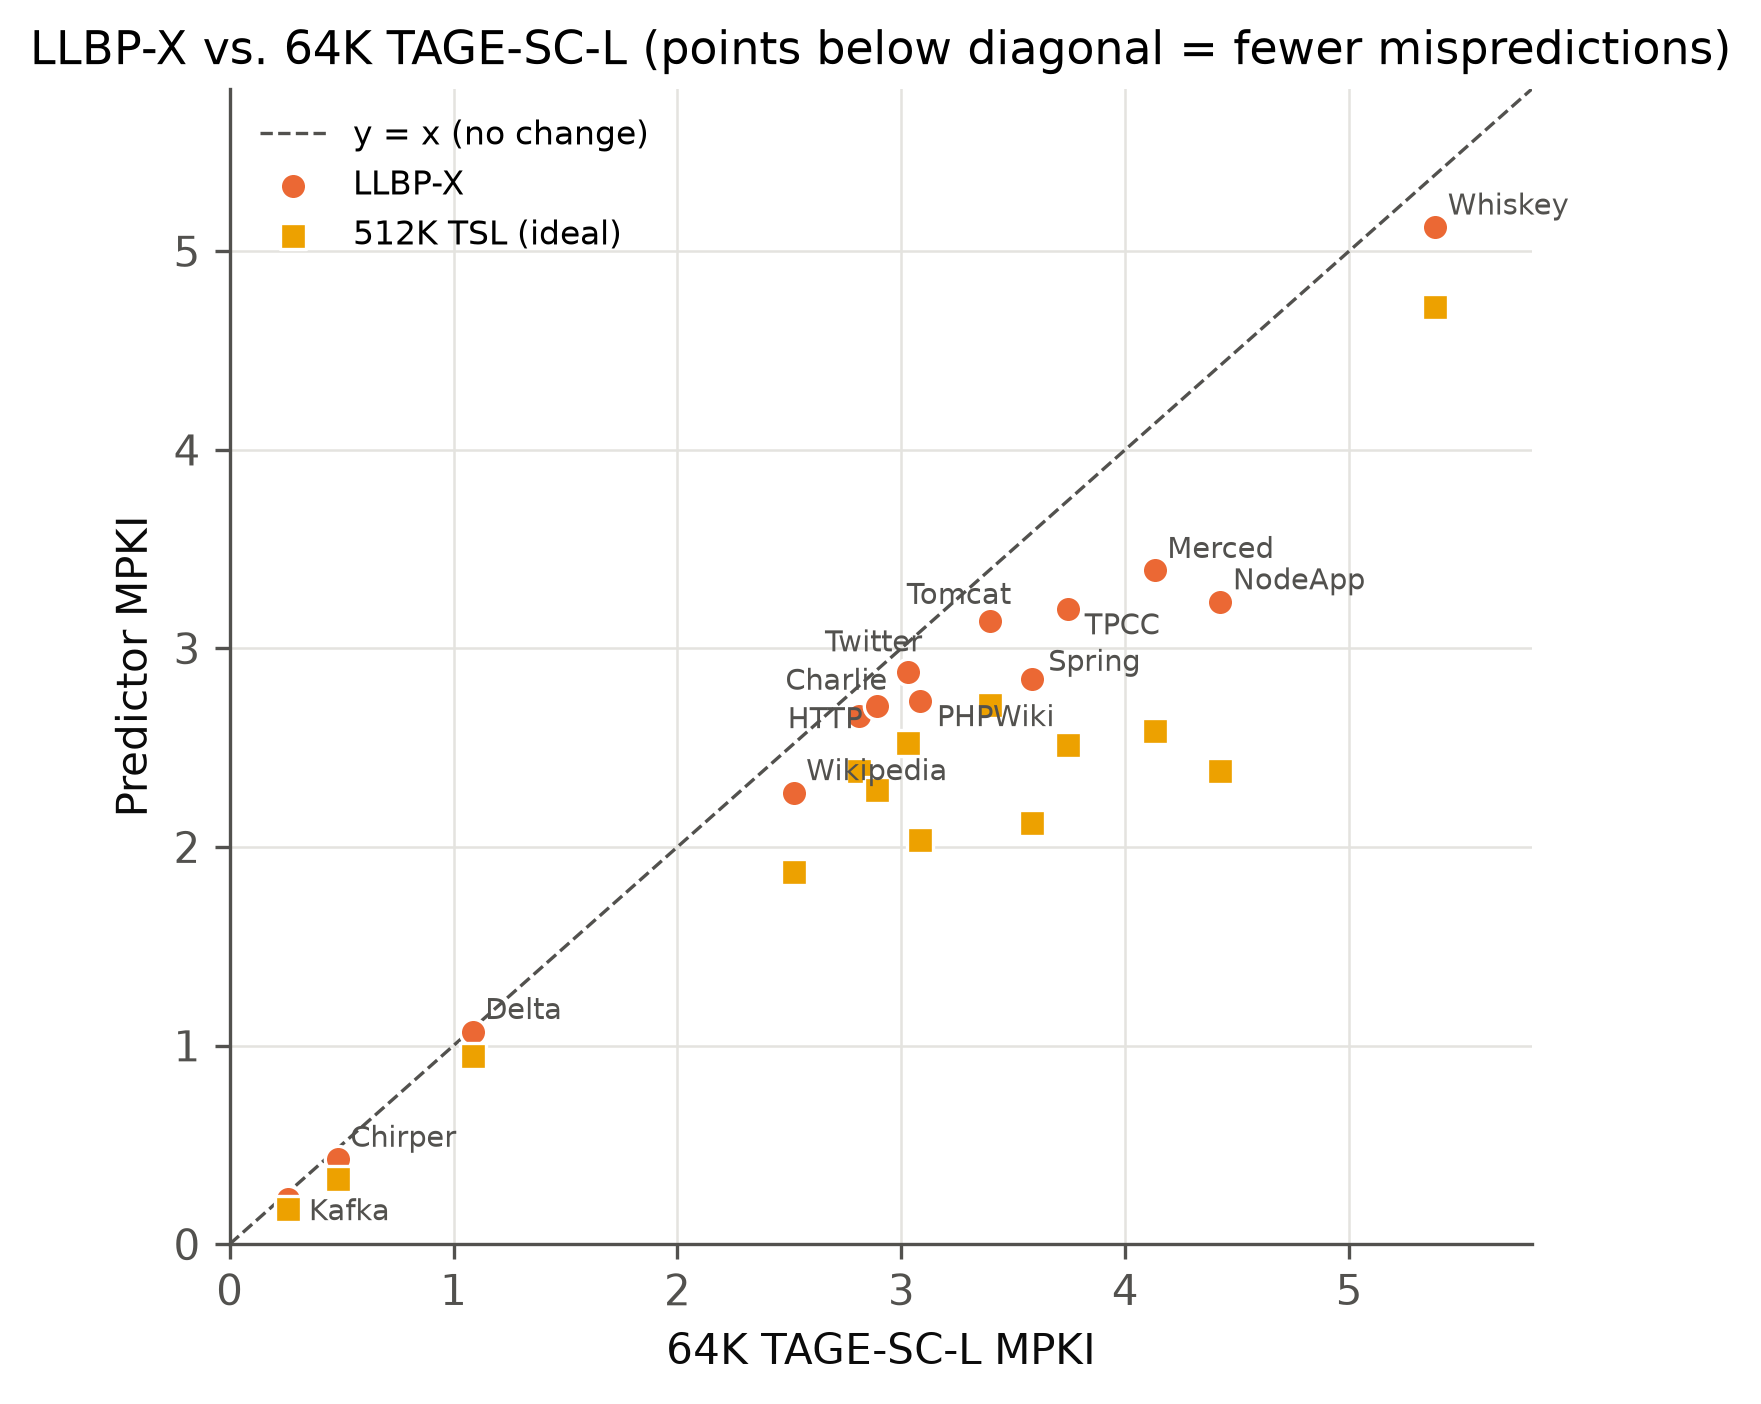 LLBP-X vs. 64K TAGE-SC-L (points below diagonal = fewer mispredictions)
y = x (no change)
LLBP-X
512K TSL (ideal)
Whiskey
Merced
NodeApp
Tomcat
TPCC
Twitter
Spring
Charlie
HTTP
PHPWiki
Wikipedia
Delta
Chirper
Kafka
Predictor MPKI
5
4
3
2
1
0
0 1 2 3 4 5
64K TAGE-SC-L MPKI